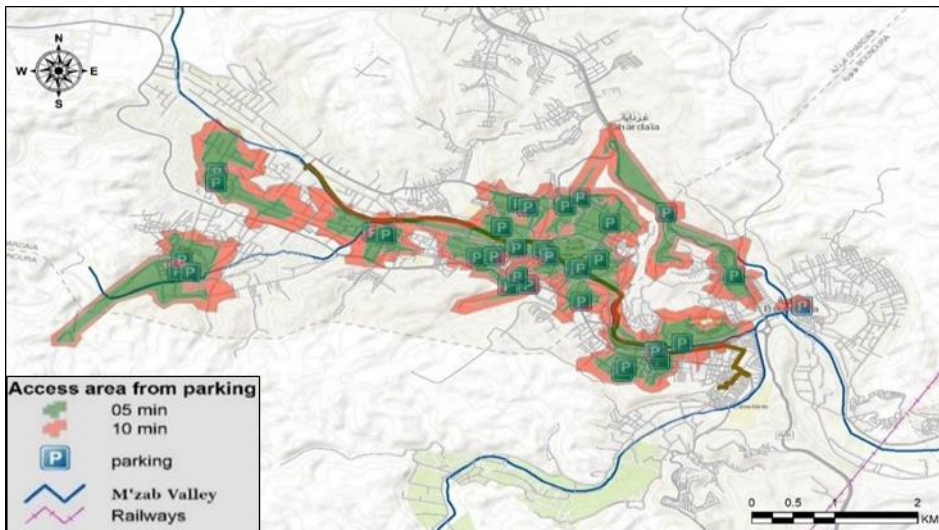 N
W E
S
غرداية
hardaïa
Access area from parking
05 min
10 min
P parking
M'zab Valley
Railways
0 0.5 1 2
KM